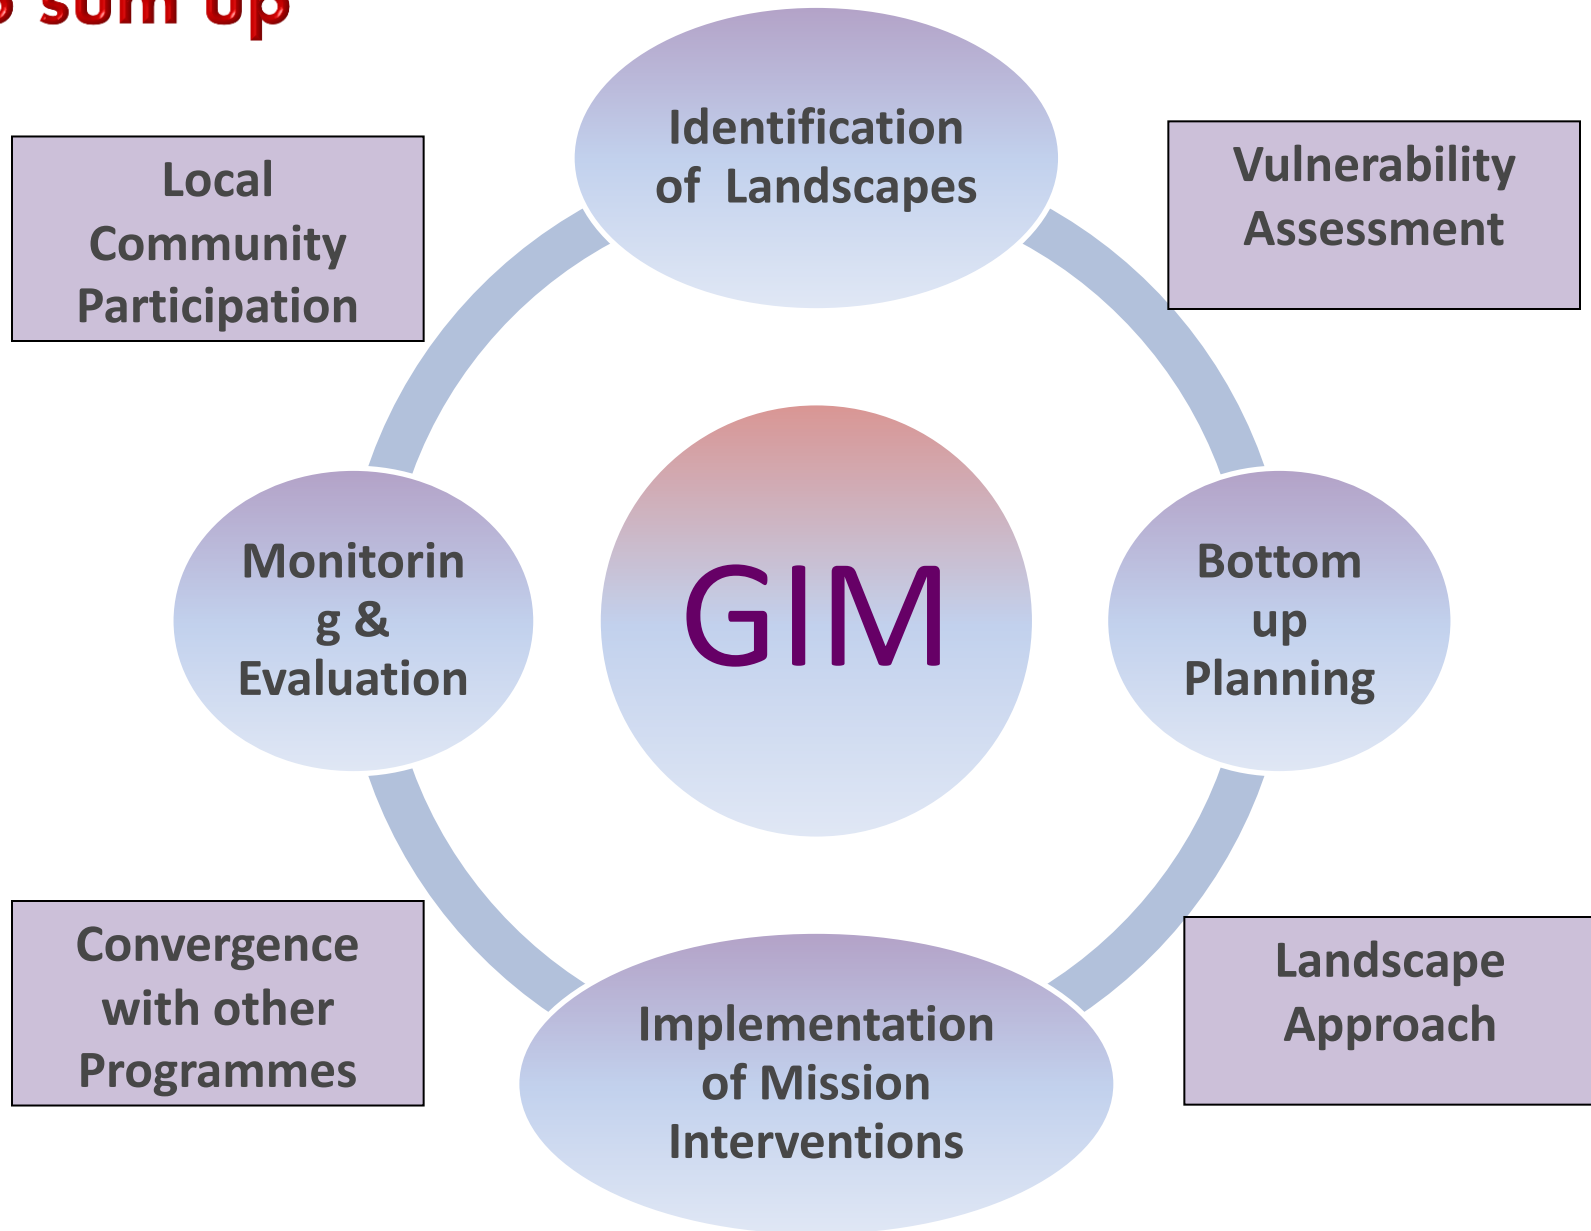 sum up
Identification
of Landscapes
Local
Community
Participation
Vulnerability
Assessment
Monitorin
g &
Evaluation
GIM
Bottom
up
Planning
Convergence
with other
Programmes
Implementation
of Mission
Interventions
Landscape
Approach